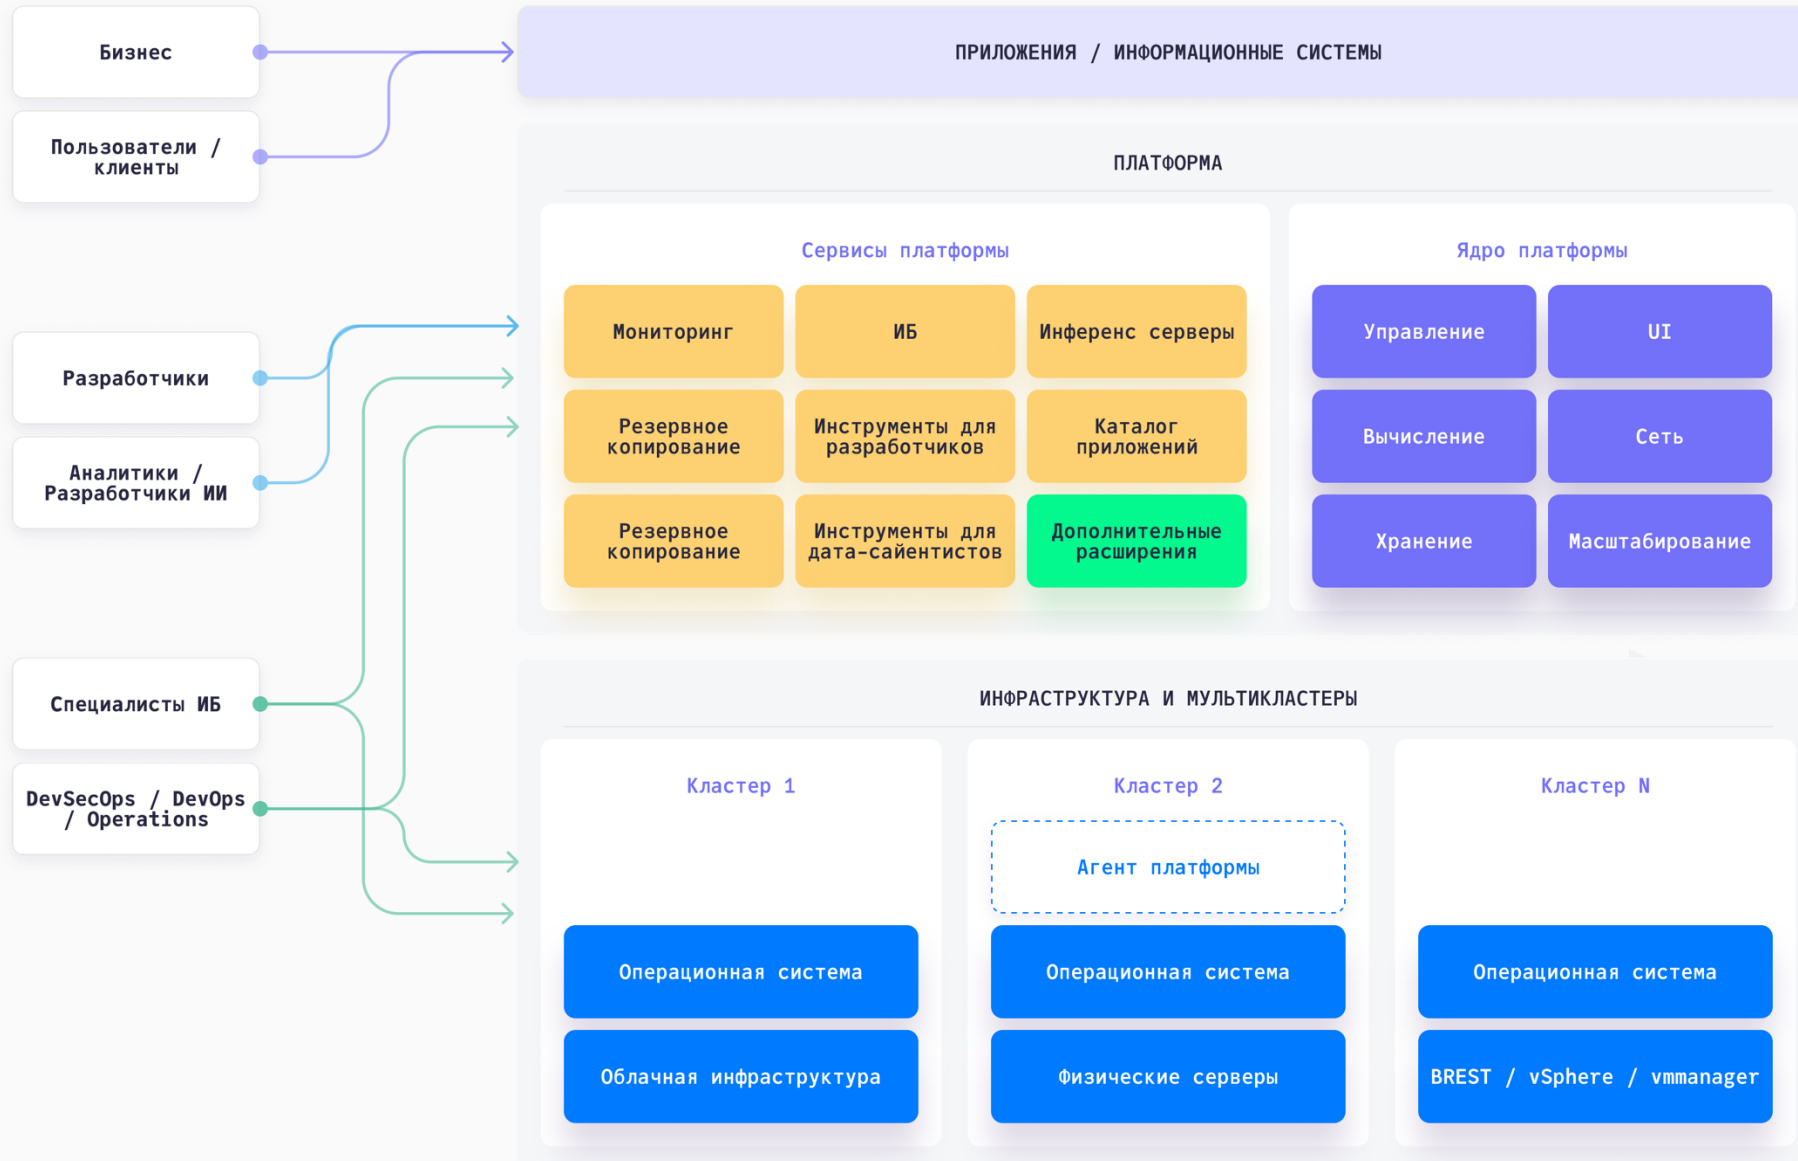 Бизнес
Пользователи /
клиенты
Разработчики
Аналитики /
Разработчики ИИ
Специалисты ИБ
DevSecOps / DevOps
/ Operations
ПРИЛОЖЕНИЯ / ИНФОРМАЦИОННЫЕ СИСТЕМЫ
ПЛАТФОРМА
Сервисы платформы
Мониторинг
ИБ
Инференс серверы
Резервное
копирование
Инструменты для
разработчиков
Каталог
приложений
Резервное
копирование
Инструменты для
дата-сайентистов
Дополнительные
расширения
Ядро платформы
Управление
UI
Вычисление
Сеть
Хранение
Масштабирование
ИНФРАСТРУКТУРА И МУЛЬТИКЛАСТЕРЫ
Кластер 1
Операционная система
Облачная инфраструктура
Кластер 2
Агент платформы
Операционная система
Физические серверы
Кластер N
Операционная система
BREST / vSphere / vmmanager